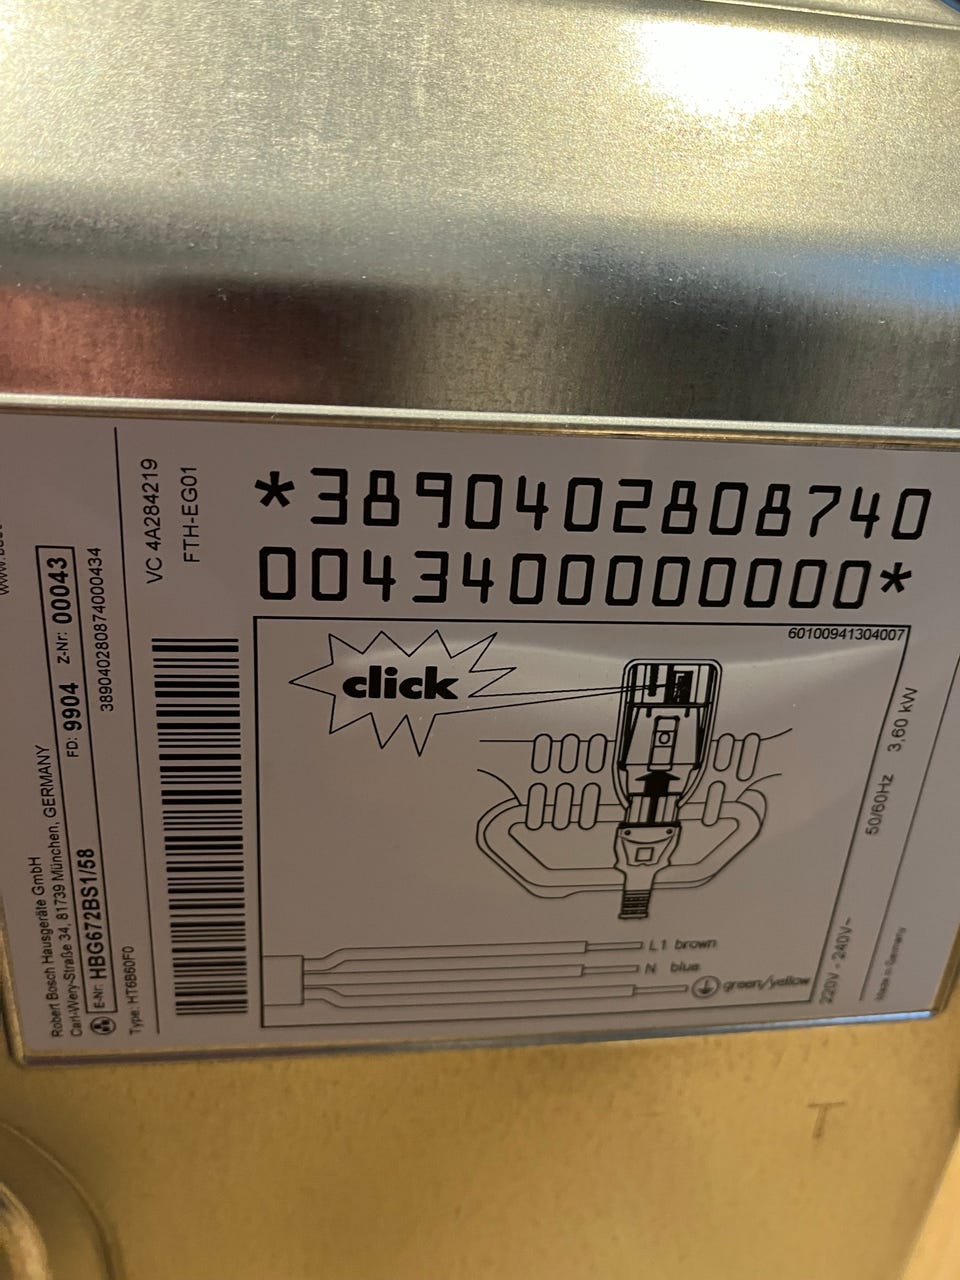 Robert Bosch Hausgeräte GmbH
Carl-Wery-Straße 34, 81739 München, GERMANY
E-Nr: HBG672BS1/58
FD: 9904 Z-Nr: 00043
389040280874000434
Type: HT6B60F0
VC 4A284219
FTH-EG01
*3890402808740
00434000000000*
60100941304007
click
L1 brown
N blue
green/yellow
220V - 240V~ 50/60Hz 3,60 kW
Made in Germany
T